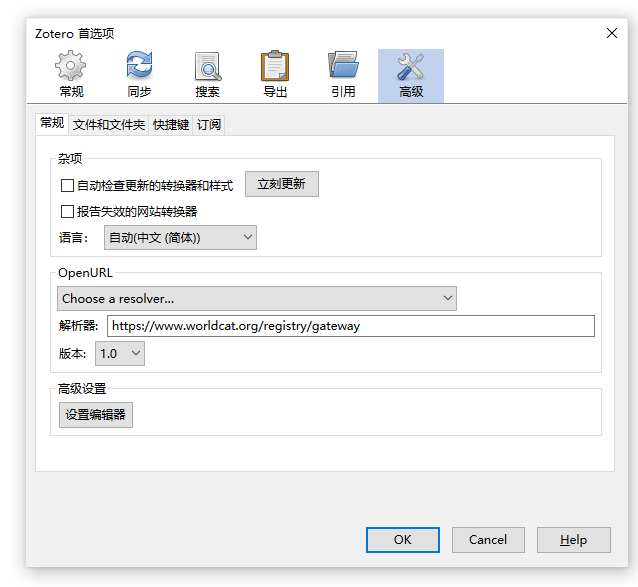 Zotero 首选项
常规 同步 搜索 导出 引用 高级
常规 文件和文件夹 快捷键 订阅
杂项
自动检查更新的转换器和样式 立刻更新
报告失效的网站转换器
语言： 自动(中文 (简体))
OpenURL
Choose a resolver...
解析器: https://www.worldcat.org/registry/gateway
版本: 1.0
高级设置
设置编辑器
OK Cancel Help